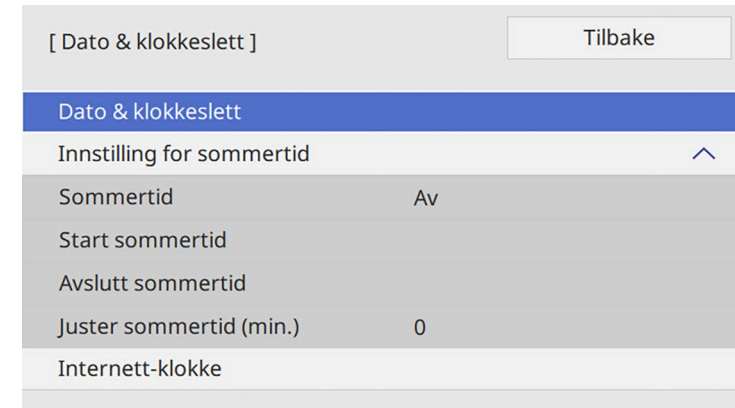 [ Dato & klokkeslett ] Tilbake
Dato & klokkeslett
Innstilling for sommertid
Sommertid Av
Start sommertid
Avslutt sommertid
Juster sommertid (min.) 0
Internett-klokke